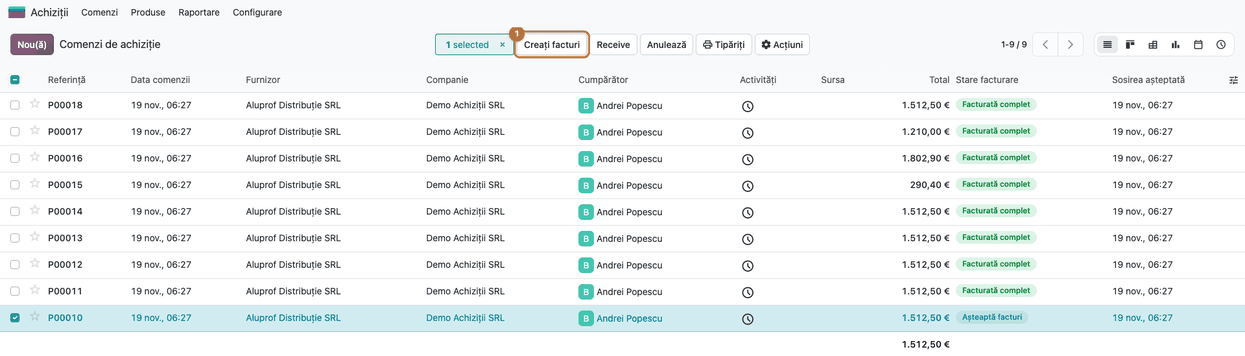 Achiziții Comenzi Produse Raportare Configurare
1
Nou(ă) Comenzi de achiziție 1 selected × Creați facturi Receive Anulează Tipăriți Acțiuni 1-9 / 9
Referință Data comenzii Furnizor Companie Cumpărător Activități Sursa Total Stare facturare Sosirea așteptată
P00018 19 nov., 06:27 Aluprof Distribuție SRL Demo Achiziții SRL B Andrei Popescu 1.512,50 € Facturată complet 19 nov., 06:27
P00017 19 nov., 06:27 Aluprof Distribuție SRL Demo Achiziții SRL B Andrei Popescu 1.210,00 € Facturată complet 19 nov., 06:27
P00016 19 nov., 06:27 Aluprof Distribuție SRL Demo Achiziții SRL B Andrei Popescu 1.802,90 € Facturată complet 19 nov., 06:27
P00015 19 nov., 06:27 Aluprof Distribuție SRL Demo Achiziții SRL B Andrei Popescu 290,40 € Facturată complet 19 nov., 06:27
P00014 19 nov., 06:27 Aluprof Distribuție SRL Demo Achiziții SRL B Andrei Popescu 1.512,50 € Facturată complet 19 nov., 06:27
P00013 19 nov., 06:27 Aluprof Distribuție SRL Demo Achiziții SRL B Andrei Popescu 1.512,50 € Facturată complet 19 nov., 06:27
P00012 19 nov., 06:27 Aluprof Distribuție SRL Demo Achiziții SRL B Andrei Popescu 1.512,50 € Facturată complet 19 nov., 06:27
P00011 19 nov., 06:27 Aluprof Distribuție SRL Demo Achiziții SRL B Andrei Popescu 1.512,50 € Facturată complet 19 nov., 06:27
P00010 19 nov., 06:27 Aluprof Distribuție SRL Demo Achiziții SRL B Andrei Popescu 1.512,50 € Așteaptă facturi 19 nov., 06:27
1.512,50 €